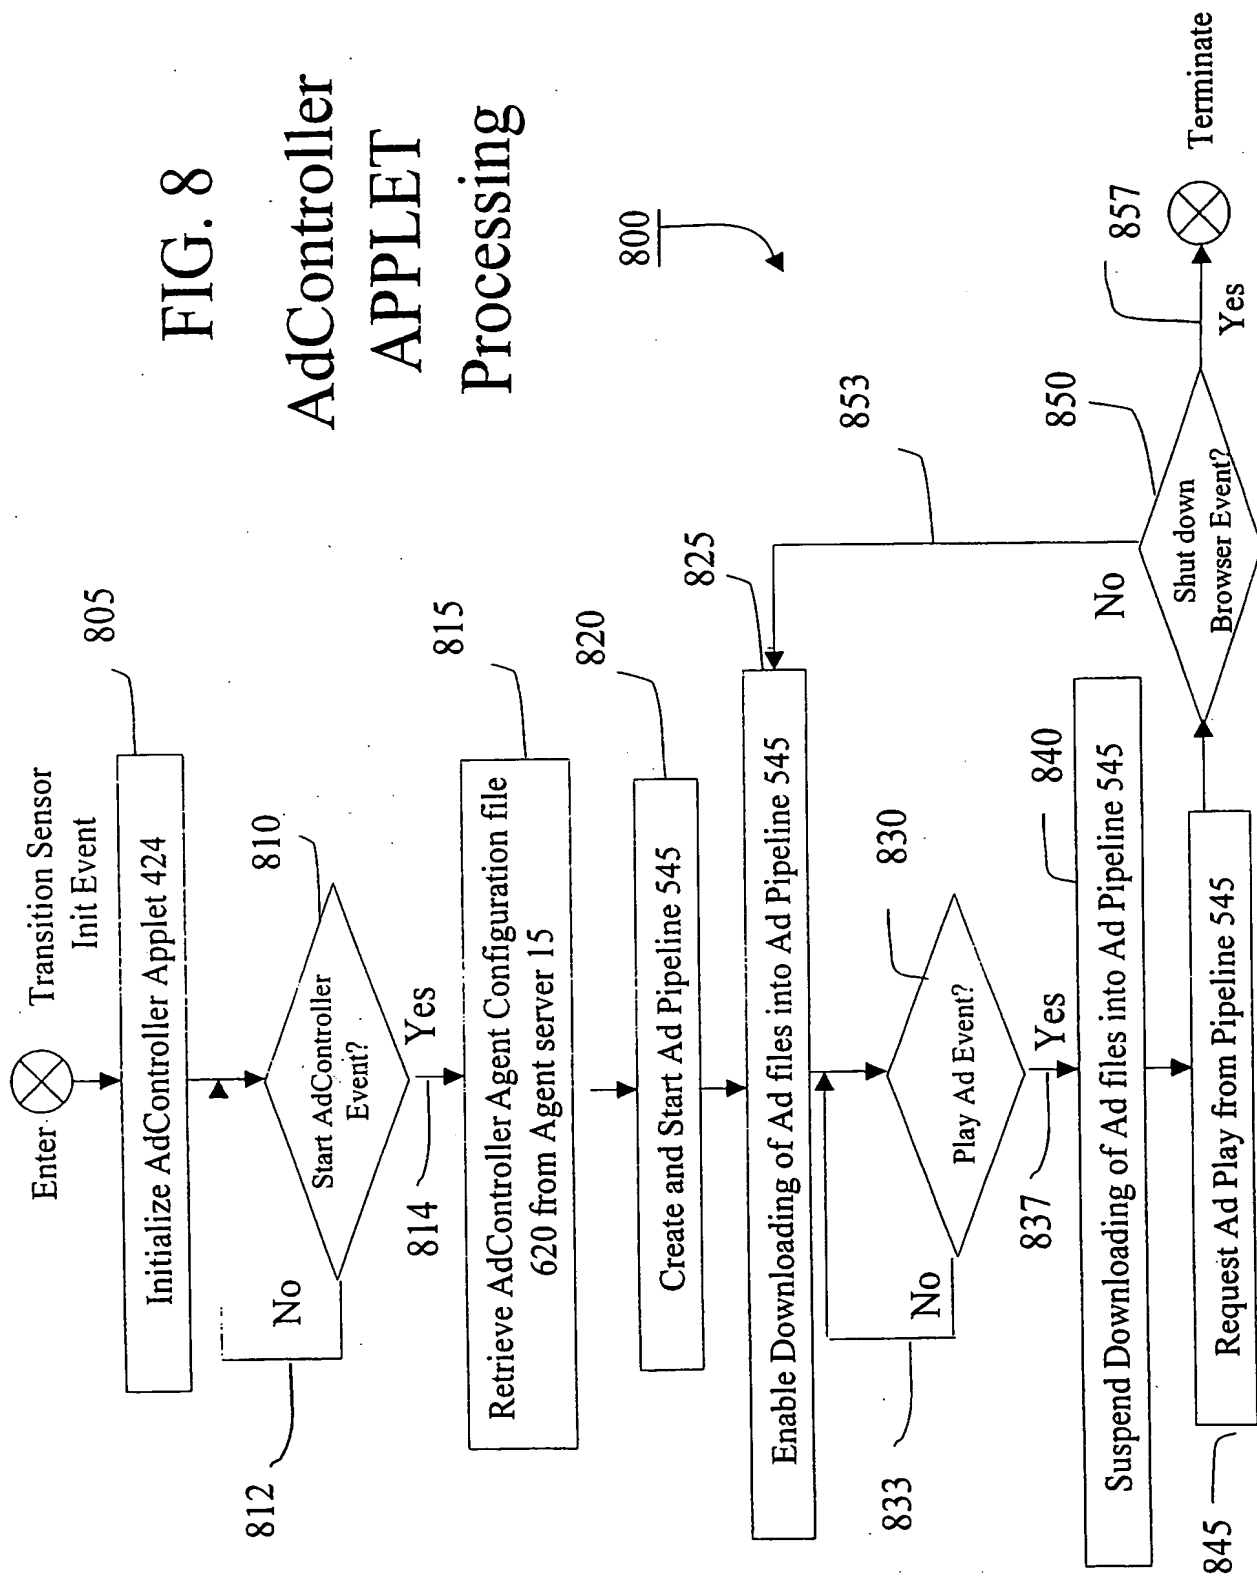 FIG. 8
AdController
APPLET
Processing
800
Enter
Transition Sensor
Init Event
805
Initialize AdController Applet 424
810
Start AdController
Event?
No
812
Yes
814
815
Retrieve AdController Agent Configuration file
620 from Agent server 15
820
Create and Start Ad Pipeline 545
825
Enable Downloading of Ad files into Ad Pipeline 545
830
Play Ad Event?
No
833
Yes
837
840
Suspend Downloading of Ad files into Ad Pipeline 545
Request Ad Play from Pipeline 545
845
Shut down
Browser Event?
850
No
853
Yes
857
Terminate